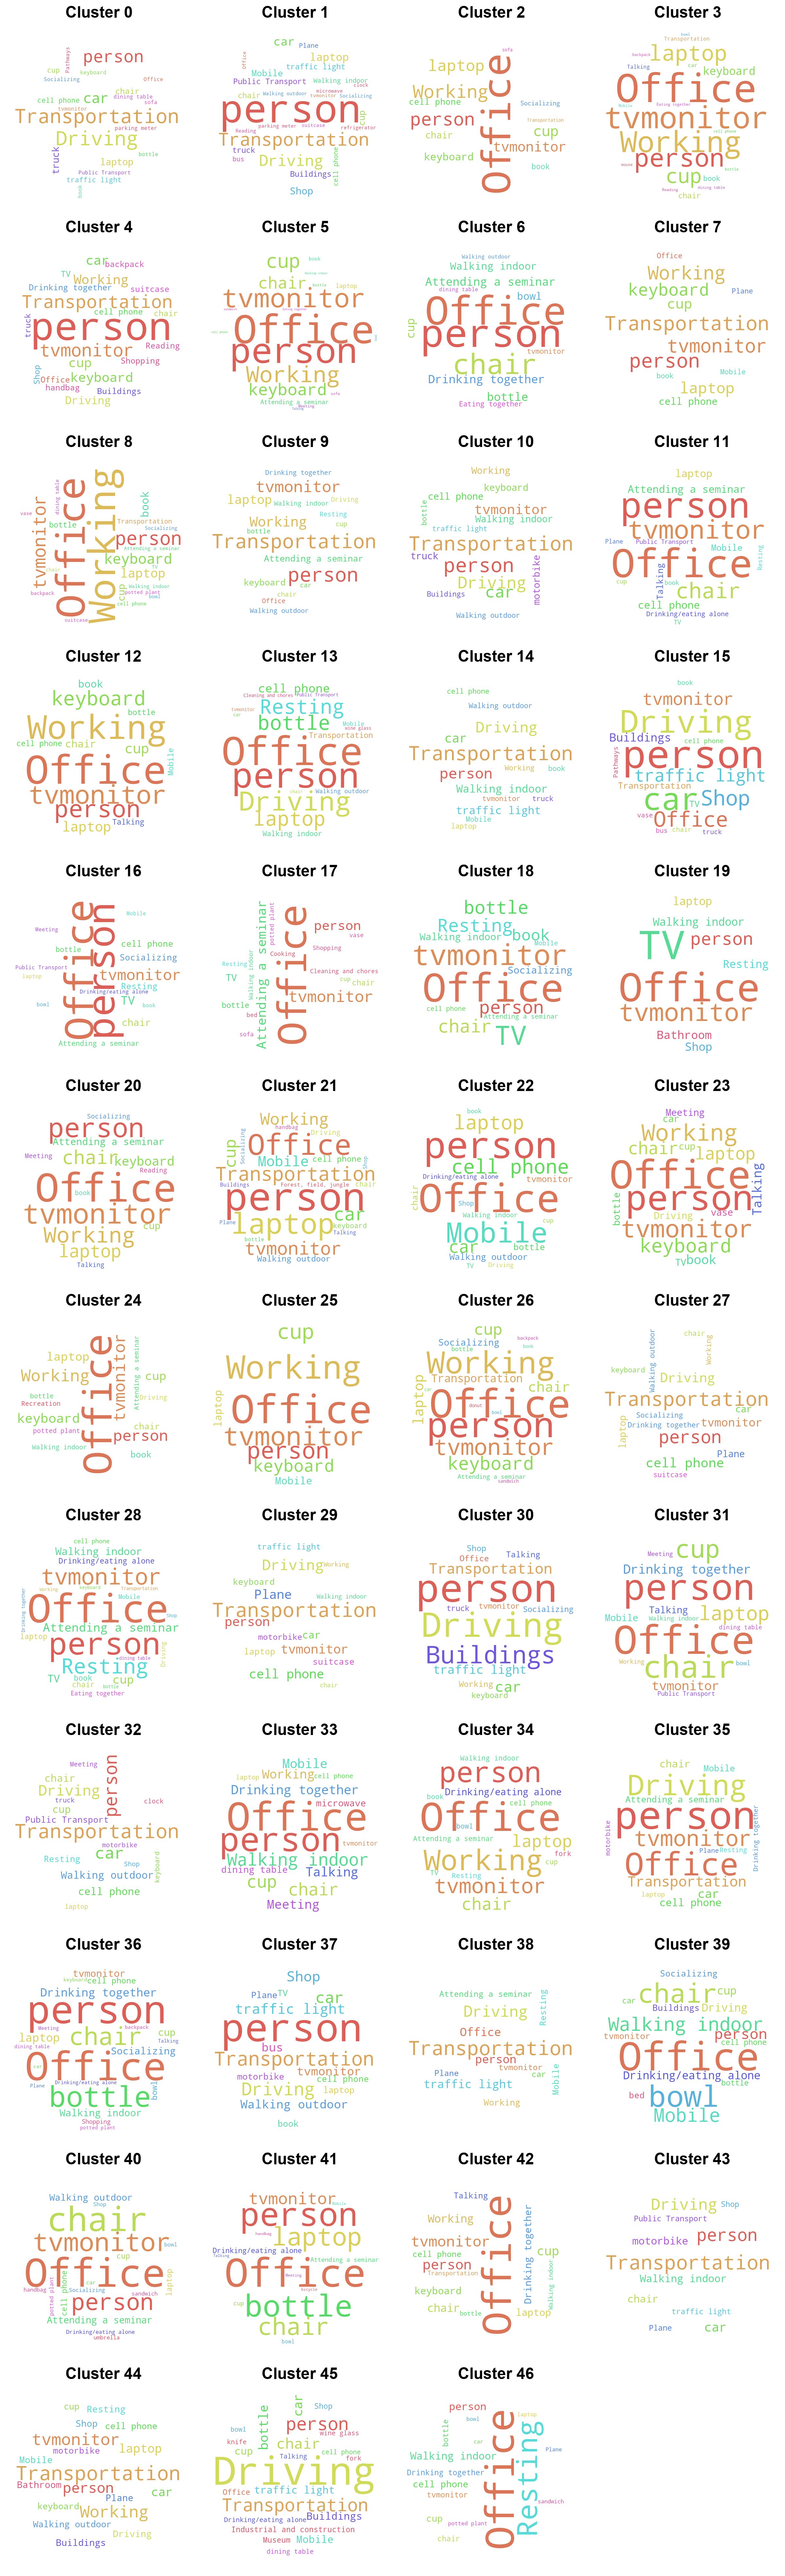 Cluster 0
person
Pathways
cup
keyboard
Socializing
Office
chair
cell phone
car
dining table
sofa
tvmonitor
Transportation
parking meter
Driving
truck
bottle
laptop
Public Transport
traffic light
book
Cluster 1
Office
car
Plane
laptop
traffic light
Mobile
Public Transport
Walking indoor
clock
microwave
chair
Walking outdoor
tvmonitor
Socializing
person
cup
parking meter
suitcase
refrigerator
Reading
Transportation
truck
bus
Driving
cell phone
Buildings
Shop
Cluster 2
sofa
laptop
Office
Working
cell phone
Socializing
person
Transportation
chair
cup
tvmonitor
keyboard
book
Cluster 3
bowl
Transportation
backpack
laptop
Talking
car
keyboard
Office
Mobile
Eating together
tvmonitor
cell phone
Working
person
bottle
cup
book
Reading
dining table
chair
Cluster 4
car
backpack
TV
Working
Drinking together
suitcase
Transportation
cell phone
chair
truck
person
tvmonitor
Reading
cup
Shopping
Shop
Office
keyboard
handbag
Buildings
Driving
Cluster 5
cup
book
chair
bottle
laptop
tvmonitor
Office
person
Working
keyboard
sofa
Attending a seminar
Meeting
Cluster 6
Walking outdoor
Walking indoor
Attending a seminar
dining table
Office
bowl
cup
person
chair
tvmonitor
Drinking together
bottle
Eating together
Cluster 7
Office
Working
keyboard
Plane
cup
Transportation
tvmonitor
person
book
Mobile
laptop
cell phone
Cluster 8
Office
Working
dining table
book
tvmonitor
vase
bottle
Transportation
Socializing
person
Attending a seminar
keyboard
chair
laptop
Walking indoor
cup
backpack
potted plant
bowl
cell phone
suitcase
Cluster 9
Drinking together
tvmonitor
laptop
Walking indoor
Driving
Resting
Working
cup
bottle
Transportation
Attending a seminar
keyboard
person
car
chair
Office
Walking outdoor
Cluster 10
Working
keyboard
cell phone
bottle
tvmonitor
Walking indoor
traffic light
Transportation
truck
person
Driving
motorbike
Buildings
car
Walking outdoor
Cluster 11
laptop
Attending a seminar
person
tvmonitor
Plane
Public Transport
Mobile
Resting
Office
cup
book
Talking
chair
cell phone
Drinking/eating alone
TV
Cluster 12
book
keyboard
bottle
Working
cell phone
chair
cup
Mobile
Office
tvmonitor
person
laptop
Talking
Cluster 13
cell phone
Cleaning and chores
Public Transport
Resting
tvmonitor
car
bottle
Mobile
wine glass
Transportation
Office
person
chair
Walking outdoor
Driving
laptop
Walking indoor
Cluster 14
cell phone
Walking outdoor
Driving
car
Transportation
person
Working
book
Walking indoor
tvmonitor
truck
traffic light
Mobile
laptop
Cluster 15
book
tvmonitor
Driving
Buildings
cell phone
Pathways
person
traffic light
Transportation
car
TV
Shop
vase
Office
bus
chair
truck
Cluster 16
Office
person
Mobile
Meeting
cell phone
bottle
Socializing
Public Transport
laptop
tvmonitor
Resting
Drinking/eating alone
bowl
TV
book
chair
Attending a seminar
Cluster 17
Attending a seminar
potted plant
Office
person
vase
Walking indoor
Cooking
Shopping
Resting
TV
Cleaning and chores
cup
chair
tvmonitor
bottle
bed
sofa
Cluster 18
bottle
Resting
Walking indoor
book
Mobile
tvmonitor
Socializing
Office
cell phone
person
Attending a seminar
chair
TV
Cluster 19
laptop
Walking indoor
TV
person
Resting
Office
tvmonitor
Bathroom
Shop
Cluster 20
Socializing
person
Attending a seminar
Meeting
chair
keyboard
Reading
Office
book
tvmonitor
Working
cup
laptop
Talking
Cluster 21
Working
handbag
Driving
Office
Socializing
cup
Mobile
cell phone
Shop
Transportation
Buildings
Forest, field, jungle
chair
person
laptop
car
Plane
keyboard
bottle
Talking
tvmonitor
Walking outdoor
Cluster 22
book
laptop
person
cell phone
Drinking/eating alone
tvmonitor
chair
Office
Shop
Walking indoor
Mobile
cup
car
bottle
Walking outdoor
TV
Driving
Cluster 23
Meeting
car
Working
chair
cup
laptop
Office
Talking
person
bottle
Driving
vase
tvmonitor
keyboard
TV
book
Cluster 24
Office
tvmonitor
Attending a seminar
laptop
Working
cup
bottle
Driving
Recreation
keyboard
potted plant
chair
person
Walking indoor
book
Cluster 25
cup
Working
laptop
Office
tvmonitor
person
keyboard
Mobile
Cluster 26
cup
backpack
Socializing
bottle
book
Working
Transportation
laptop
car
chair
Office
donut
bowl
person
tvmonitor
keyboard
Attending a seminar
sandwich
Cluster 27
Walking outdoor
chair
Working
keyboard
Driving
Transportation
car
Socializing
Drinking together
tvmonitor
laptop
person
Plane
cell phone
suitcase
Cluster 28
cell phone
Walking indoor
Drinking/eating alone
tvmonitor
Working
keyboard
Transportation
Drinking together
Mobile
Office
Shop
Attending a seminar
laptop
person
Driving
dining table
Resting
TV
book
cup
chair
bottle
Eating together
Cluster 29
traffic light
Driving
Working
keyboard
Plane
Walking indoor
Transportation
person
motorbike
car
laptop
tvmonitor
suitcase
cell phone
chair
Cluster 30
Shop
Office
Talking
Transportation
person
truck
tvmonitor
Socializing
Driving
Buildings
traffic light
Working
car
keyboard
Cluster 31
Meeting
cup
Drinking together
person
Talking
Mobile
Walking indoor
laptop
dining table
Office
Working
chair
bowl
tvmonitor
Public Transport
Cluster 32
Meeting
person
chair
Driving
truck
clock
cup
Public Transport
Transportation
motorbike
car
Resting
Shop
Walking outdoor
keyboard
cell phone
laptop
Cluster 33
Mobile
laptop
Working
cell phone
Drinking together
Office
microwave
person
tvmonitor
Walking indoor
dining table
Talking
cup
chair
Meeting
Cluster 34
Walking indoor
person
Drinking/eating alone
book
cell phone
Office
bowl
Attending a seminar
laptop
fork
Working
cup
TV
Resting
tvmonitor
chair
Cluster 35
chair
Mobile
Driving
Attending a seminar
person
Drinking together
motorbike
tvmonitor
Plane
Resting
Office
Transportation
laptop
car
cell phone
Cluster 36
tvmonitor
keyboard
cell phone
Drinking together
person
Meeting
backpack
laptop
chair
cup
Talking
dining table
Socializing
Office
car
Plane
Drinking/eating alone
bottle
bowl
Walking indoor
Shopping
potted plant
Cluster 37
Shop
Plane
TV
car
traffic light
person
bus
Transportation
tvmonitor
motorbike
cell phone
Driving
laptop
Walking outdoor
book
Cluster 38
Attending a seminar
Resting
Driving
Office
Transportation
person
tvmonitor
Plane
car
Mobile
traffic light
Working
Cluster 39
Socializing
chair
cup
car
Buildings
Driving
Walking indoor
tvmonitor
person
cell phone
Office
Drinking/eating alone
bottle
bed
bowl
Mobile
Cluster 40
Walking outdoor
Shop
chair
tvmonitor
bowl
cup
Office
car
handbag
Socializing
laptop
potted plant
cell phone
sandwich
person
Attending a seminar
Drinking/eating alone
umbrella
Cluster 41
tvmonitor
Mobile
person
handbag
laptop
Drinking/eating alone
Talking
Attending a seminar
Office
Meeting
bicycle
cup
bottle
chair
bowl
Cluster 42
Talking
Office
Drinking together
Working
tvmonitor
cup
cell phone
person
Walking indoor
Transportation
keyboard
chair
bottle
laptop
Cluster 43
Driving
Shop
Public Transport
motorbike
person
Transportation
Walking indoor
chair
traffic light
Plane
car
Cluster 44
cup
Resting
Shop
cell phone
tvmonitor
motorbike
laptop
Mobile
Transportation
Bathroom
person
car
Plane
keyboard
Working
Walking outdoor
Driving
Buildings
Cluster 45
car
Shop
bottle
bowl
person
wine glass
knife
chair
cup
Talking
cell phone
fork
Driving
Office
traffic light
Transportation
Drinking/eating alone
Buildings
Industrial and construction
Museum
Mobile
dining table
Cluster 46
person
Office
laptop
bowl
bottle
Resting
car
Plane
Walking indoor
Drinking together
cell phone
tvmonitor
sandwich
cup
potted plant
chair